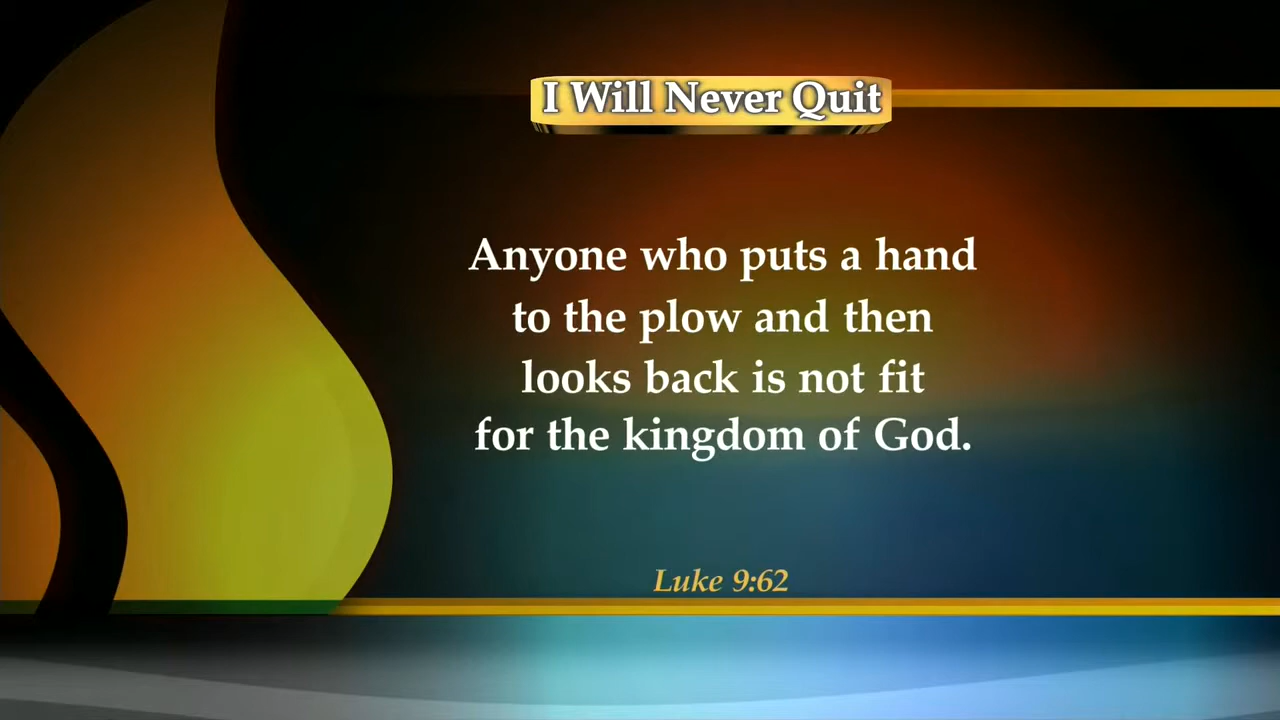 I Will Never Quit
Anyone who puts a hand
to the plow and then
looks back is not fit
for the kingdom of God.
Luke 9:62